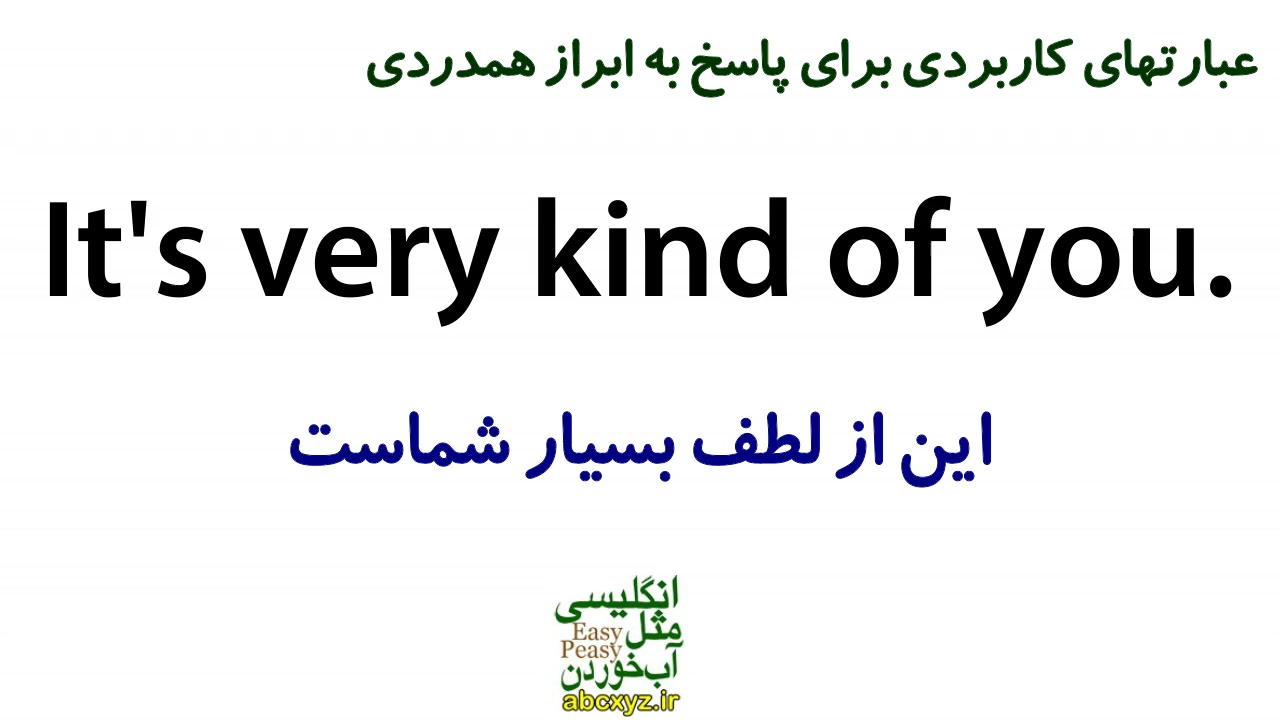 عبارتهای کاربردی برای پاسخ به ابراز همدردی
It's very kind of you.
این از لطف بسیار شماست
انگلیسی
مثل Easy
Peasy
آب‌خوردن
abcxyz.ir